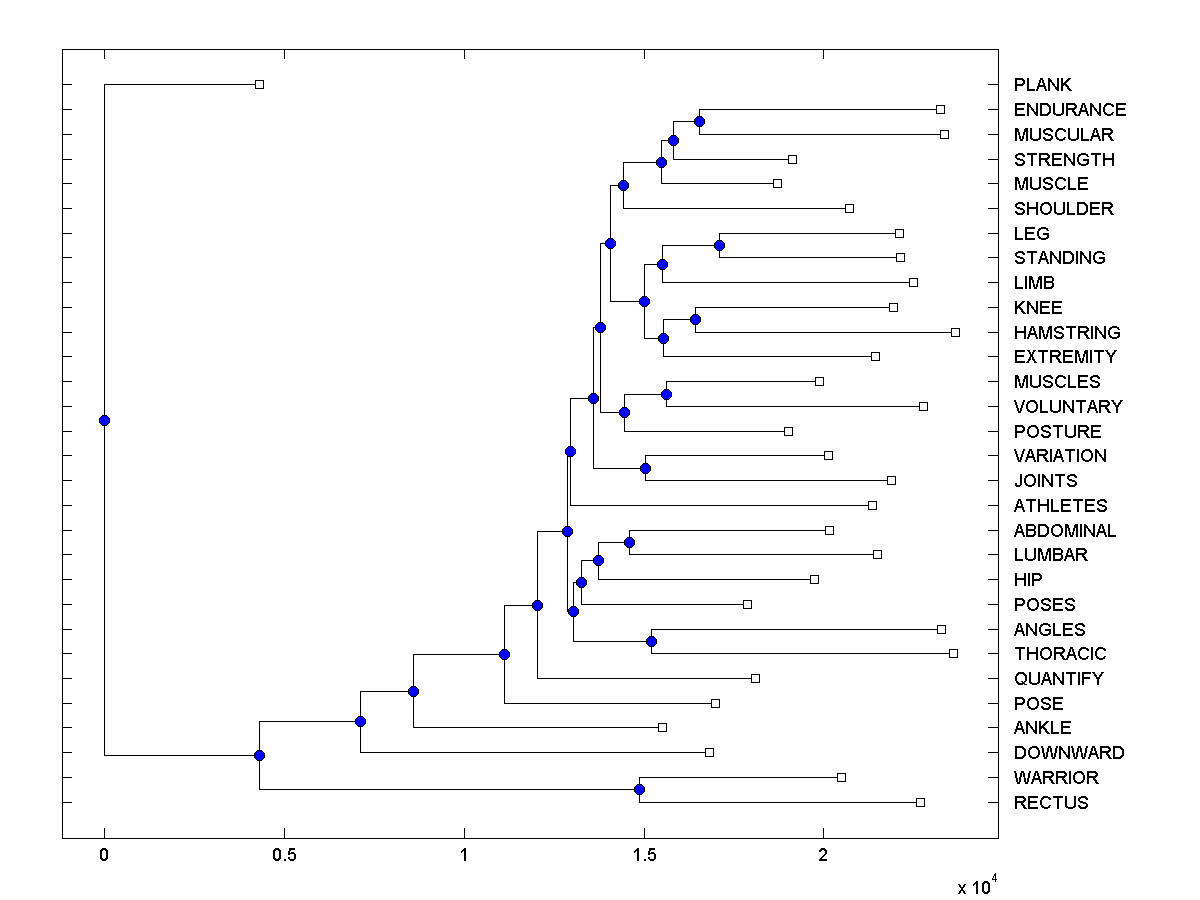 PLANK
ENDURANCE
MUSCULAR
STRENGTH
MUSCLE
SHOULDER
LEG
STANDING
LIMB
KNEE
HAMSTRING
EXTREMITY
MUSCLES
VOLUNTARY
POSTURE
VARIATION
JOINTS
ATHLETES
ABDOMINAL
LUMBAR
HIP
POSES
ANGLES
THORACIC
QUANTIFY
POSE
ANKLE
DOWNWARD
WARRIOR
RECTUS
0 0.5 1 1.5 2
x 10^4